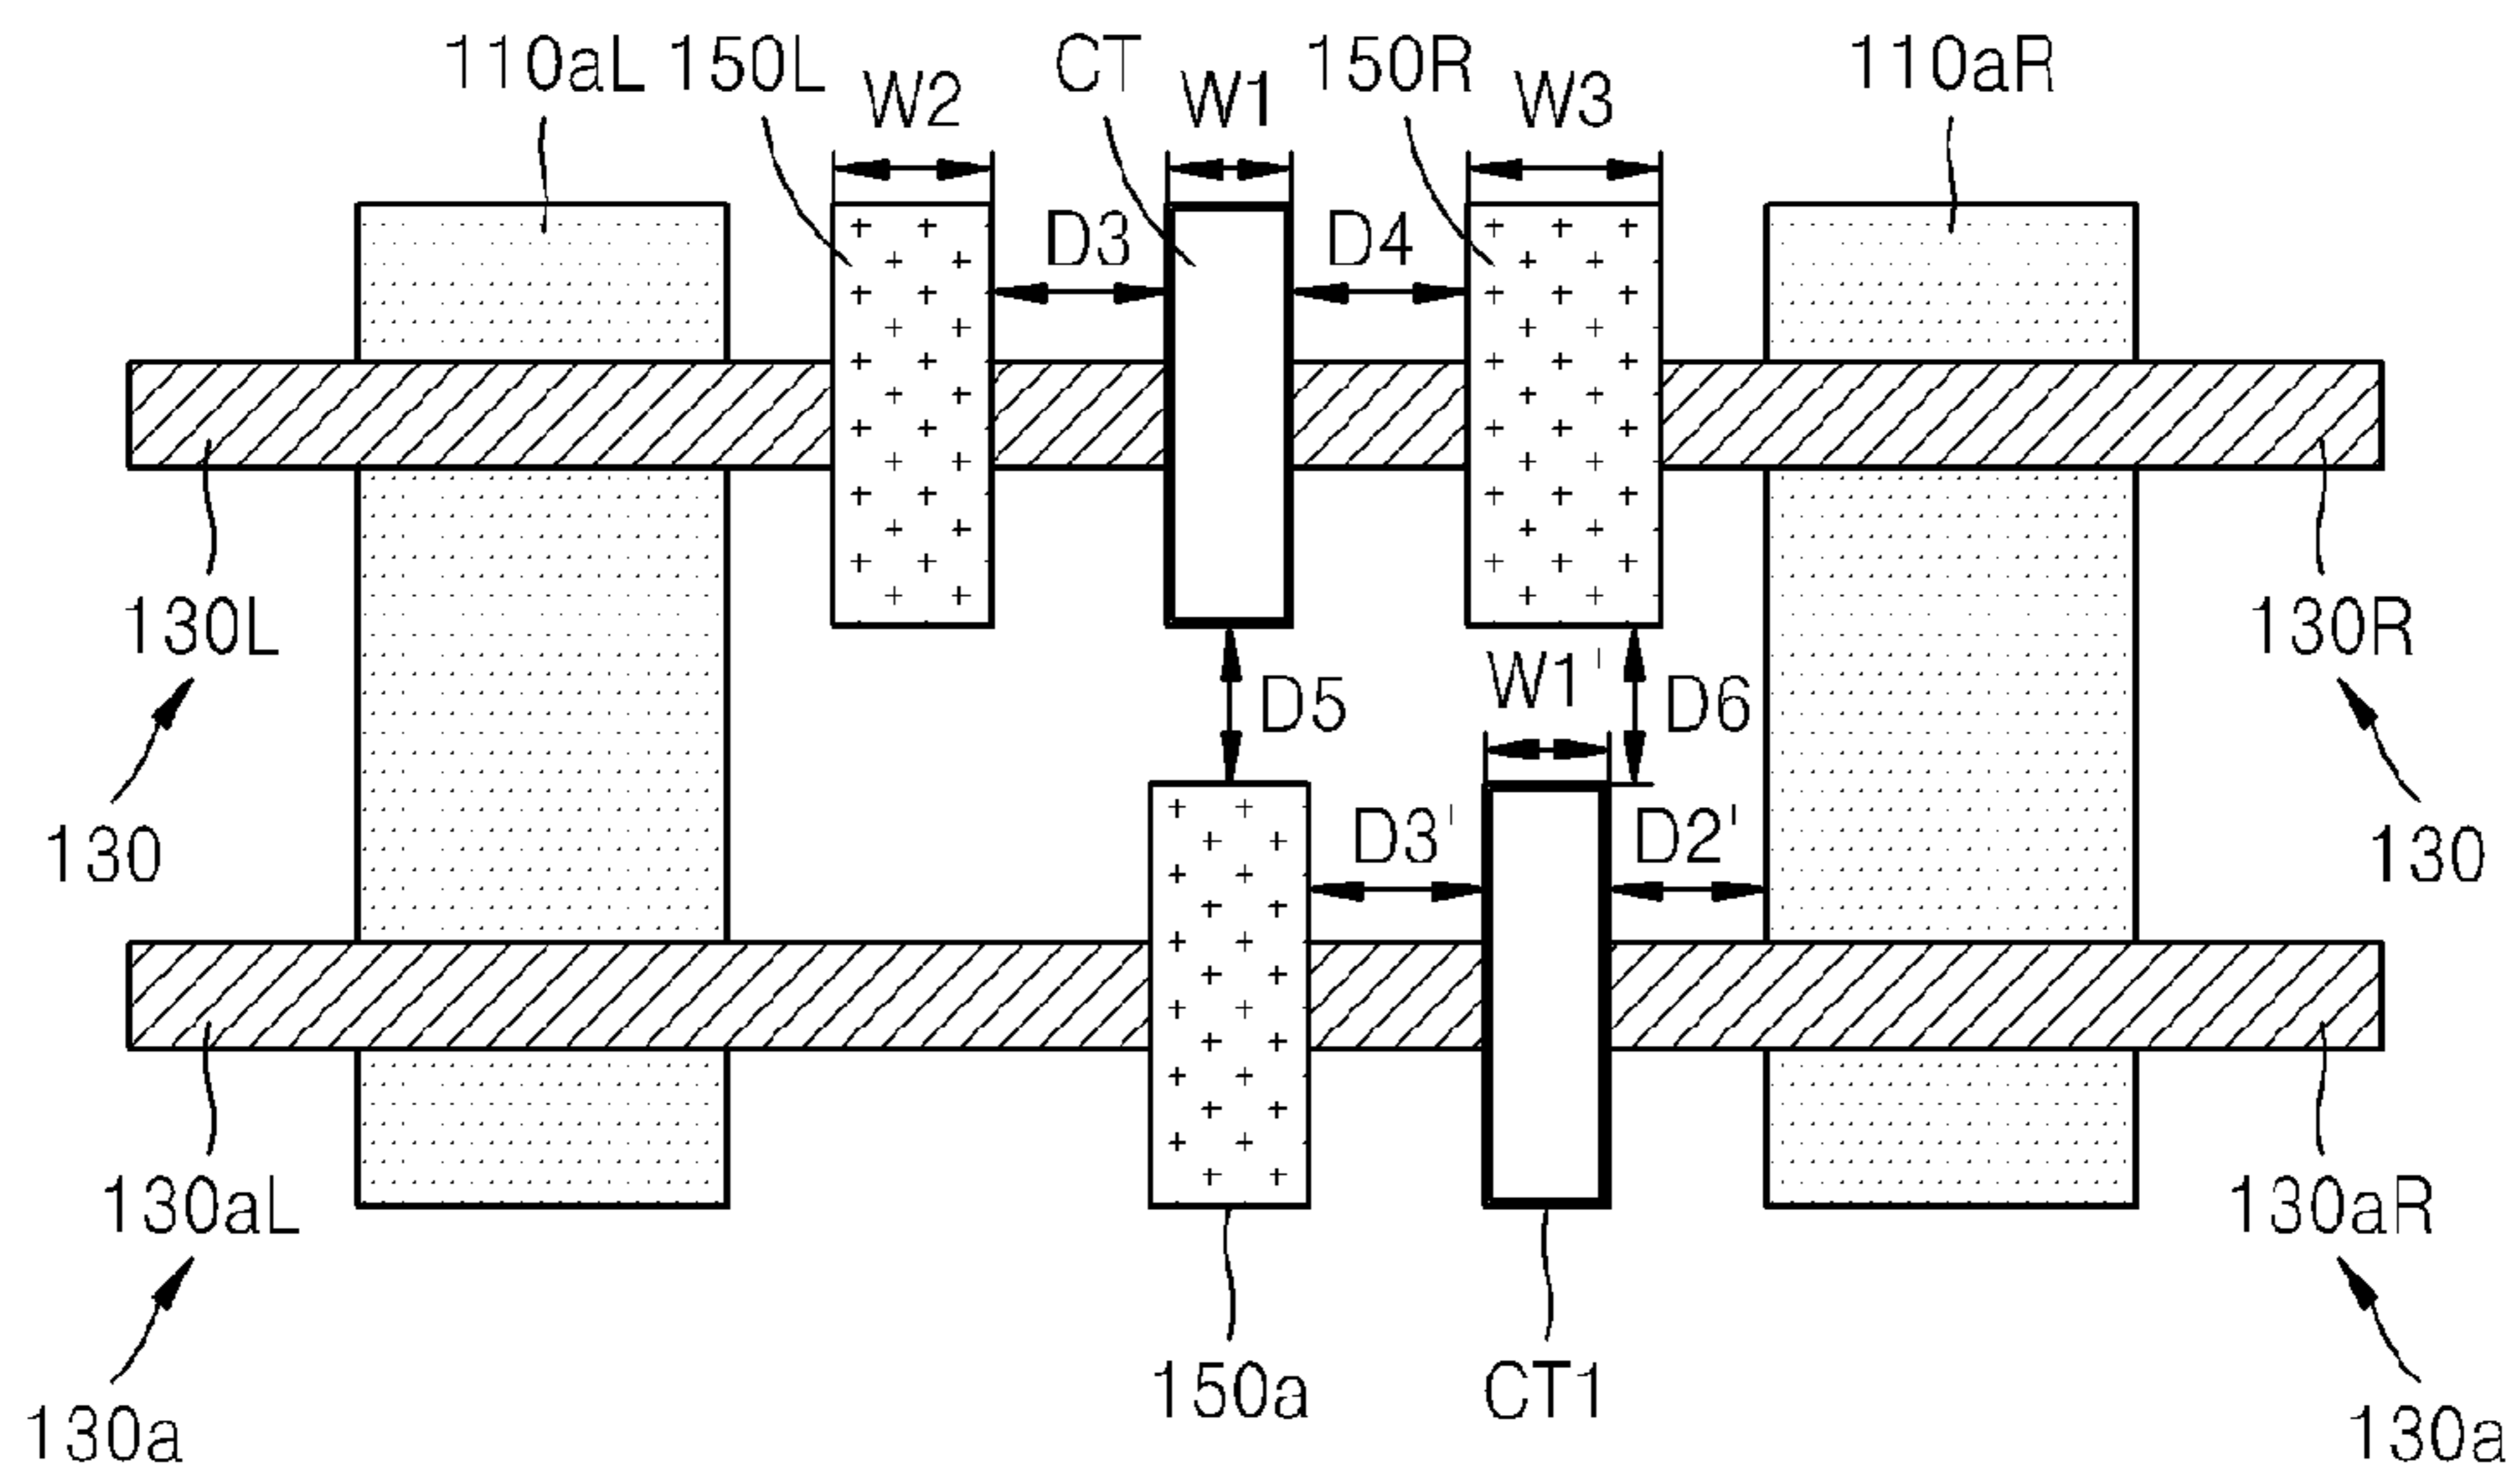 110aL 150L W2 CT W1 150R W3 110aR
D3 D4
130L 130R
D5 W1' D6
130 D3' D2' 130
130aL 130aR
150a CT1
130a 130a